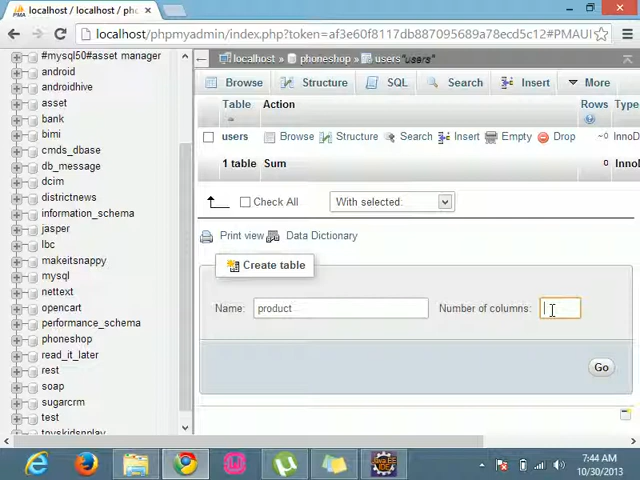 localhost / localhost / pho
localhost/phpmyadmin/index.php?token=af3e60f8117db887095689a78ecd5c12#PMAUI
#mysql50#asset manager
android
androidhive
asset
bank
bimi
cmds_dbase
db_message
dcim
districtnews
information_schema
jasper
lbc
makeitsnappy
mysql
nettext
opencart
performance_schema
phoneshop
read_it_later
rest
soap
sugarcrm
test
toyskidsnplay
localhost » phoneshop » users "users"
Browse Structure SQL Search Insert More
Table Action Rows Type
users Browse Structure Search Insert Empty Drop ~0 InnoD
1 table Sum 0 InnoD
Check All With selected:
Print view Data Dictionary
Create table
Name: product Number of columns:
Go
7:44 AM
10/30/2013